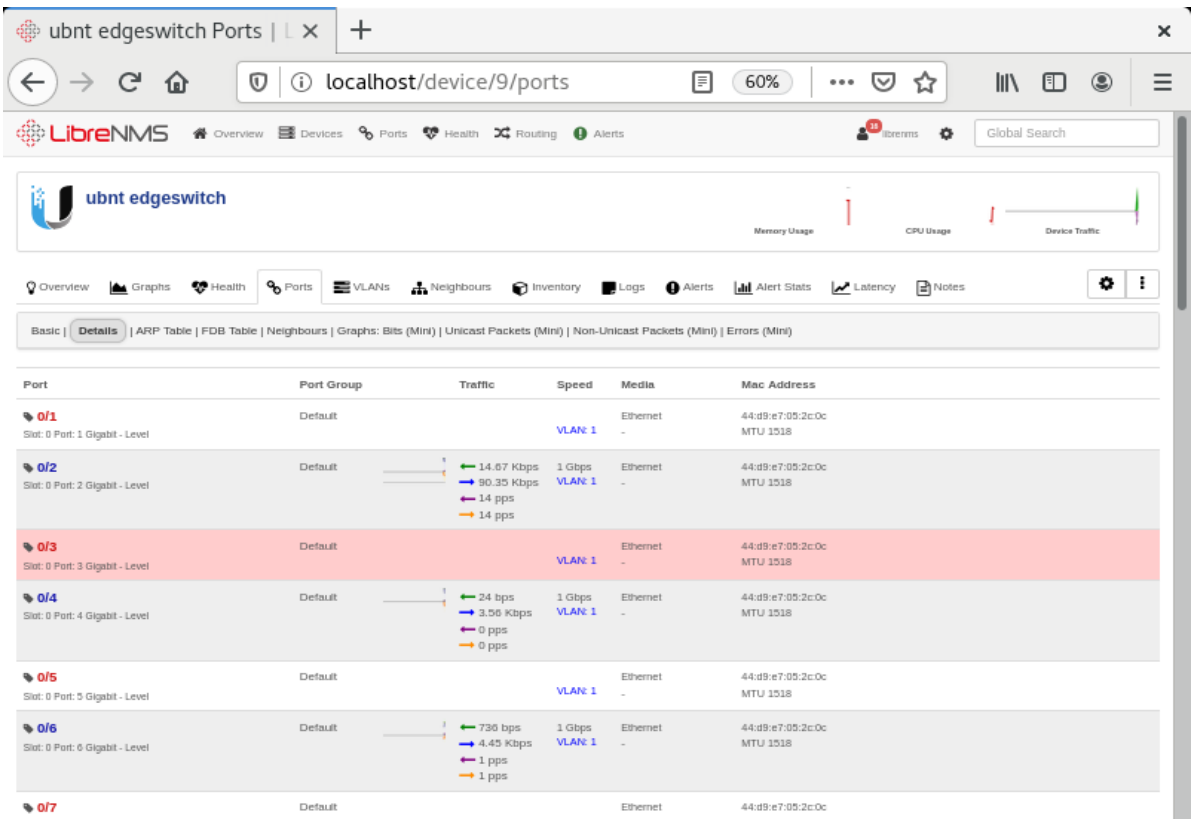 ubnt edgeswitch Ports |
localhost/device/9/ports 60%
LibreNMS Overview Devices Ports Health Routing Alerts librenms Global Search
ubnt edgeswitch
Memory Usage CPU Usage Device Traffic
Overview Graphs Health Ports VLANs Neighbours Inventory Logs Alerts Alert Stats Latency Notes
Basic | Details | ARP Table | FDB Table | Neighbours | Graphs: Bits (Mini) | Unicast Packets (Mini) | Non-Unicast Packets (Mini) | Errors (Mini)
Port Port Group Traffic Speed Media Mac Address
0/1 Default Ethernet 44:d9:e7:05:2c:0c
Slot: 0 Port: 1 Gigabit - Level VLAN: 1 - MTU 1518
0/2 Default 14.67 Kbps 1 Gbps Ethernet 44:d9:e7:05:2c:0c
Slot: 0 Port: 2 Gigabit - Level 90.35 Kbps VLAN: 1 - MTU 1518
14 pps
14 pps
0/3 Default Ethernet 44:d9:e7:05:2c:0c
Slot: 0 Port: 3 Gigabit - Level VLAN: 1 - MTU 1518
0/4 Default 24 bps 1 Gbps Ethernet 44:d9:e7:05:2c:0c
Slot: 0 Port: 4 Gigabit - Level 3.56 Kbps VLAN: 1 - MTU 1518
0 pps
0 pps
0/5 Default Ethernet 44:d9:e7:05:2c:0c
Slot: 0 Port: 5 Gigabit - Level VLAN: 1 - MTU 1518
0/6 Default 736 bps 1 Gbps Ethernet 44:d9:e7:05:2c:0c
Slot: 0 Port: 6 Gigabit - Level 4.45 Kbps VLAN: 1 - MTU 1518
1 pps
1 pps
0/7 Default Ethernet 44:d9:e7:05:2c:0c